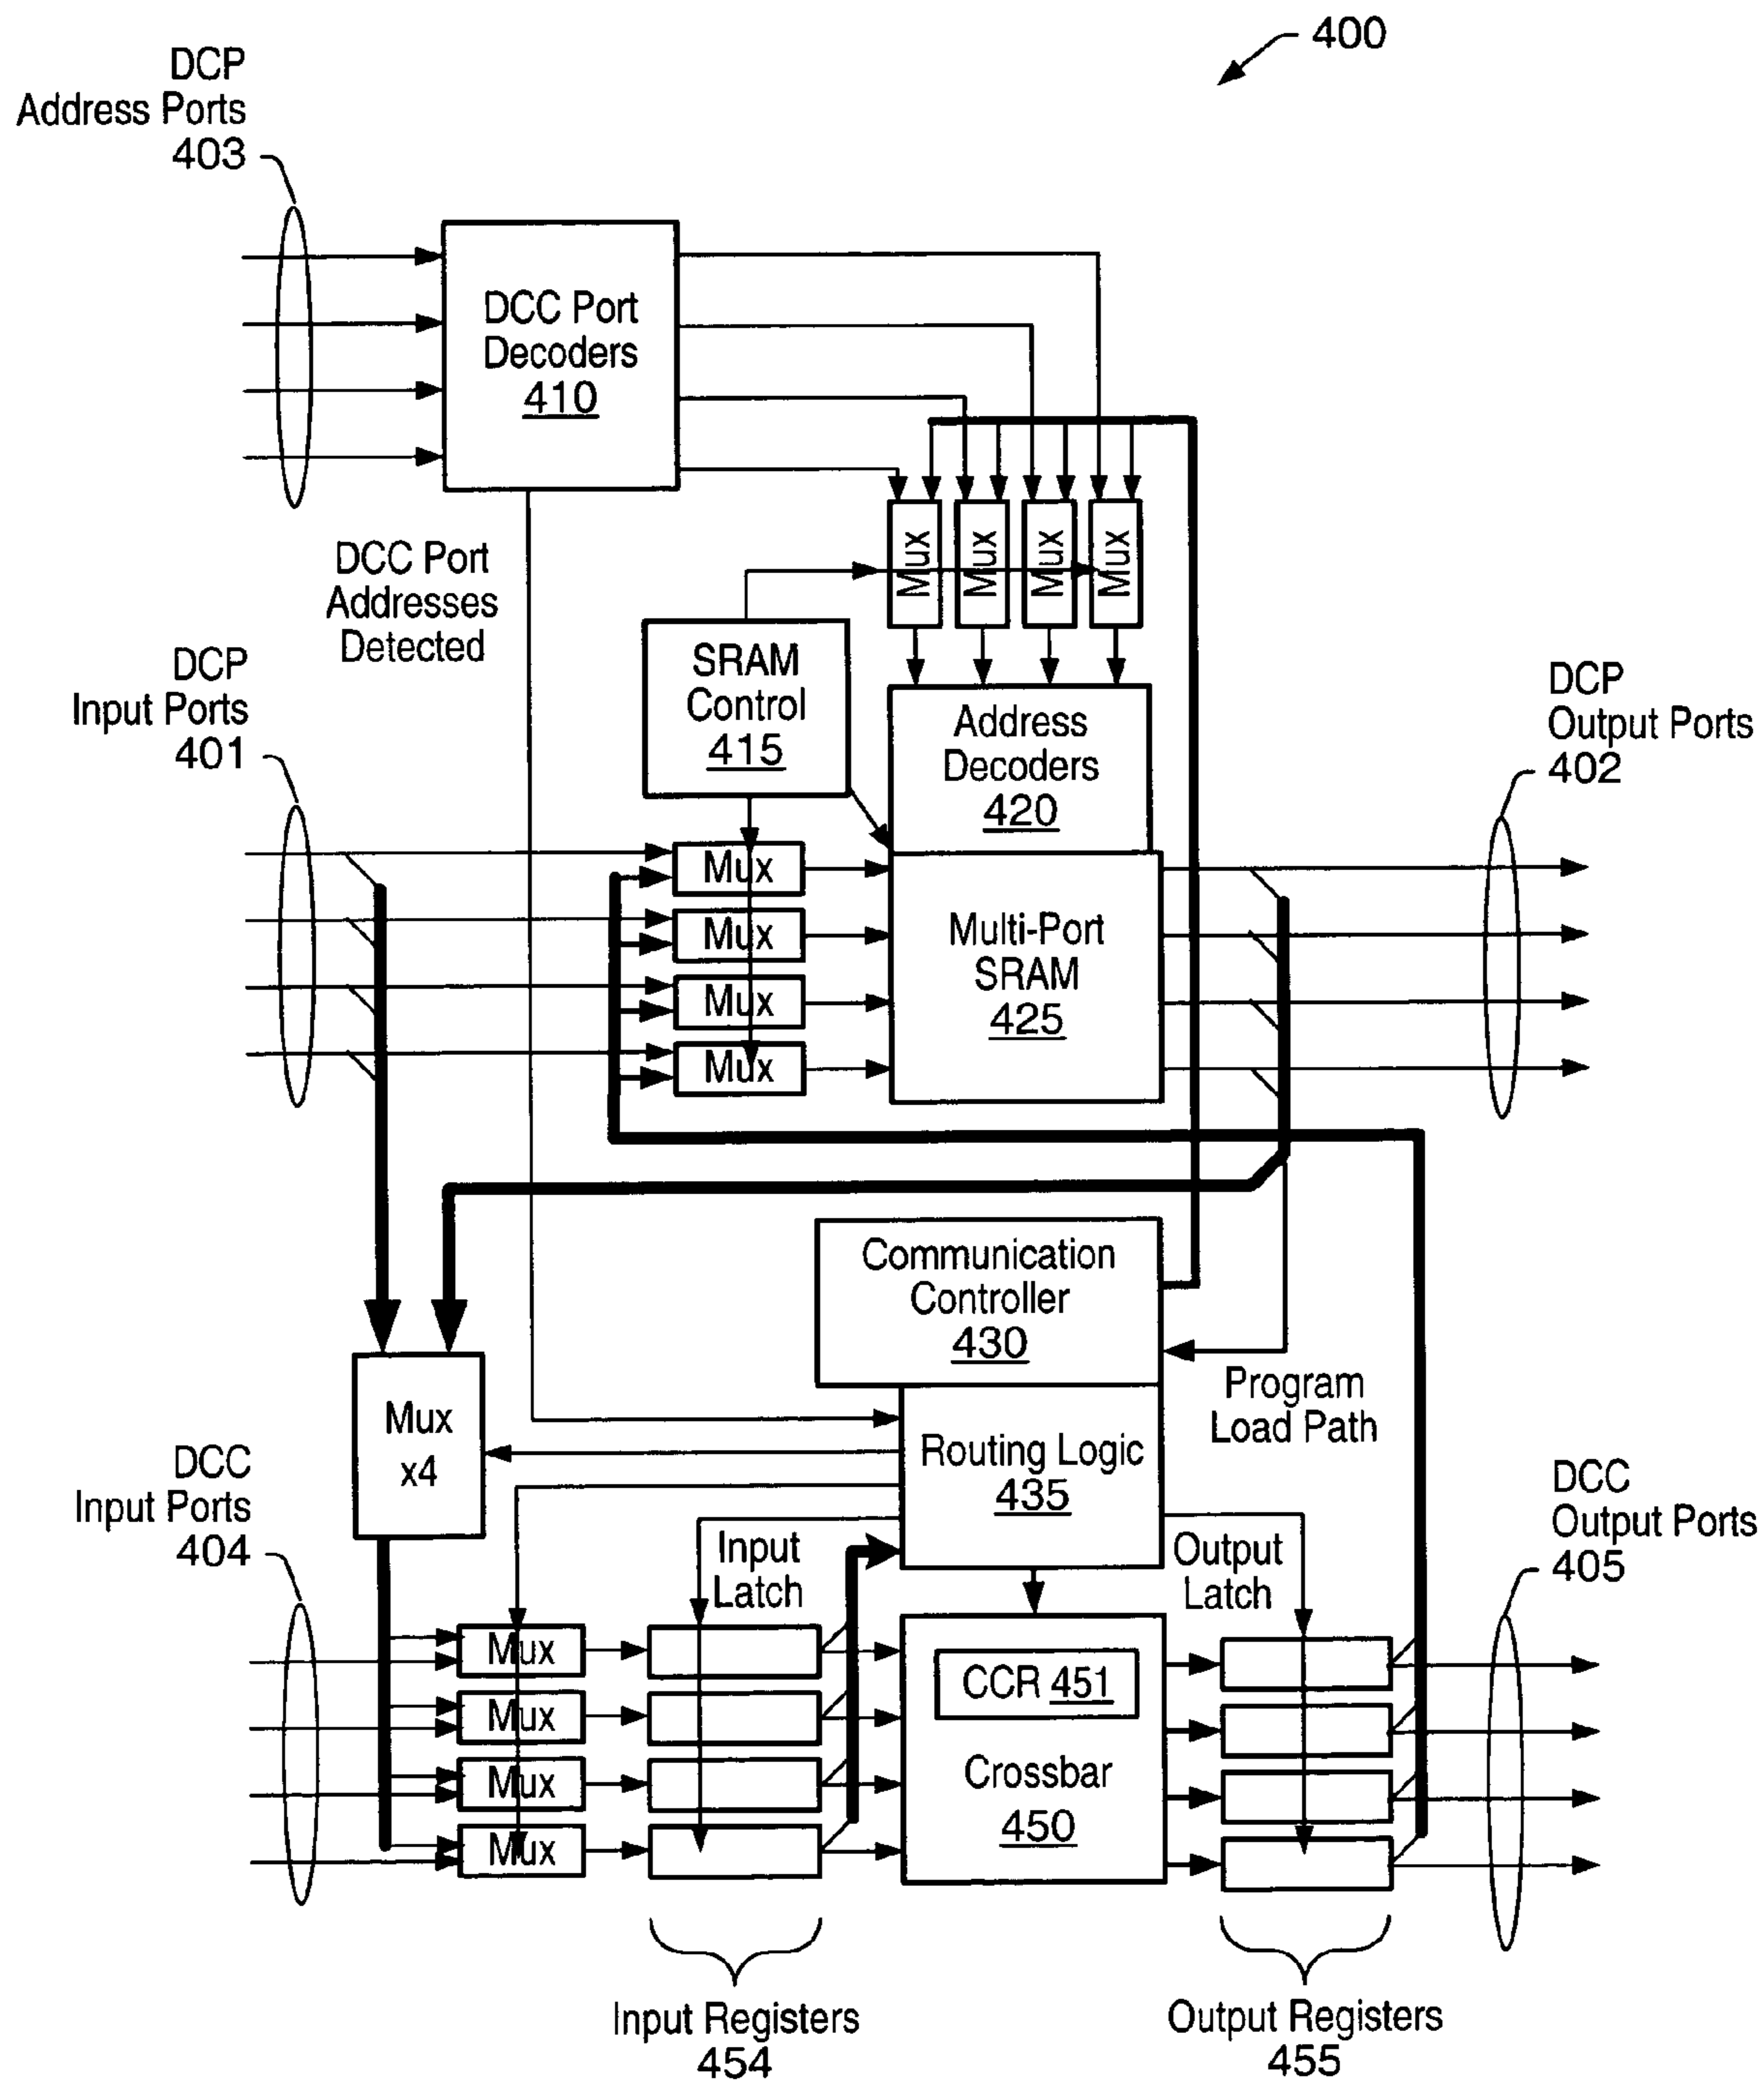 400
DCP
Address Ports
403
DCC Port
Decoders
410
Mux
Mux
Mux
Mux
DCC Port
Addresses
Detected
SRAM
Control
415
Address
Decoders
420
DCP
Input Ports
401
DCP
Output Ports
402
Mux
Mux
Mux
Mux
Multi-Port
SRAM
425
Communication
Controller
430
Program
Load Path
Mux
x4
Routing Logic
435
DCC
Input Ports
404
Input
Latch
Output
Latch
DCC
Output Ports
405
Mux
Mux
Mux
Mux
CCR 451
Crossbar
450
Input Registers
454
Output Registers
455